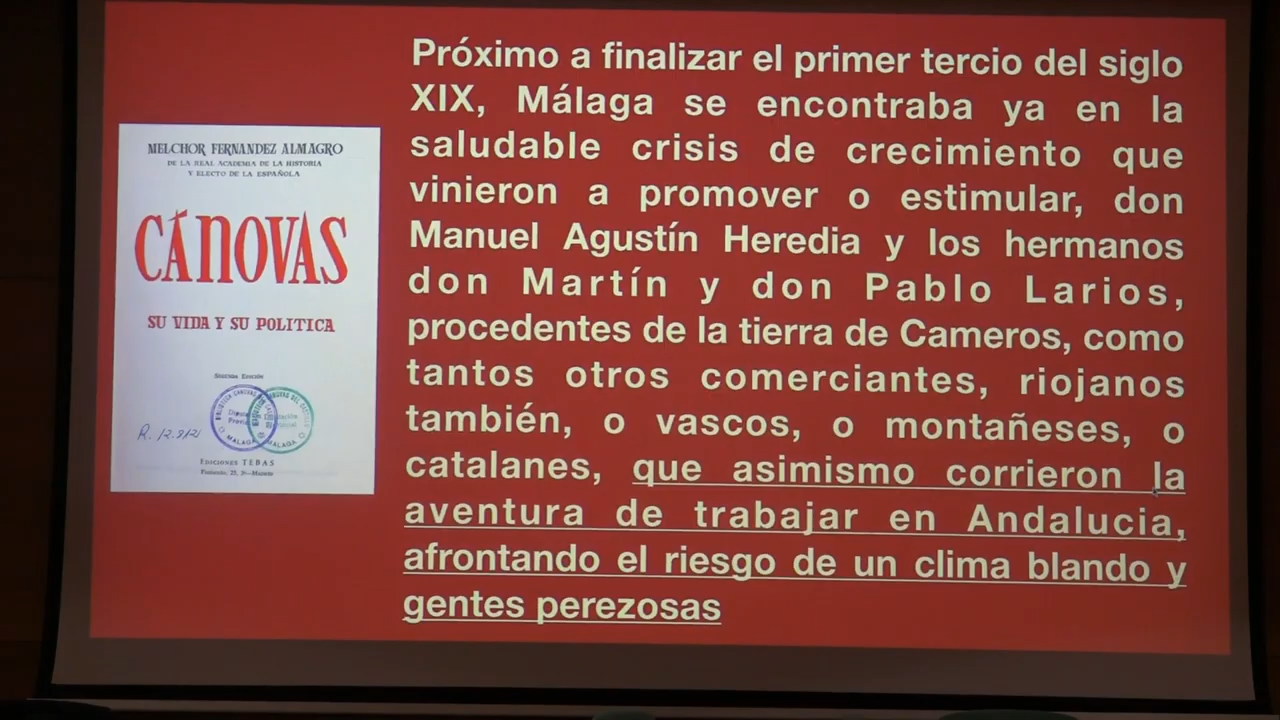 MELCHOR FERNANDEZ ALMAGRO
DE LA REAL ACADEMIA DE LA HISTORIA
Y ELECTO DE LA ESPAÑOLA
CÁNOVAS
SU VIDA Y SU POLITICA
SEGUNDA EDICIÓN
MALAGA
MALAGA
EDICIONES TEBAS
Próximo a finalizar el primer tercio del siglo
XIX, Málaga se encontraba ya en la
saludable crisis de crecimiento que
vinieron a promover o estimular, don
Manuel Agustín Heredia y los hermanos
don Martín y don Pablo Larios,
procedentes de la tierra de Cameros, como
tantos otros comerciantes, riojanos
también, o vascos, o montañeses, o
catalanes, que asimismo corrieron la
aventura de trabajar en Andalucia,
afrontando el riesgo de un clima blando y
gentes perezosas